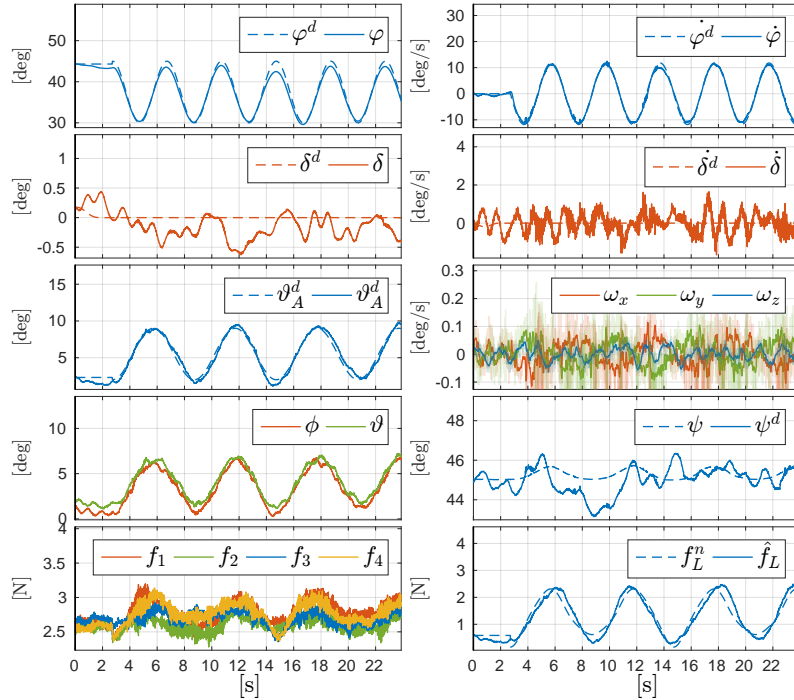 [deg] 45 40 35 30 φ^d φ
[deg/s] 30 20 10 0 -10 φ̇^d φ̇
[deg] 1 0.5 0 -0.5 δ^d δ
[deg/s] 4 2 0 -2 δ̇^d δ̇
[deg] 15 10 5 ϑ_A^d ϑ_A^d
[deg/s] 0.3 0.2 0.1 0 -0.1 ω_x ω_y ω_z
[deg] 10 5 0 ϕ ϑ
[deg] 48 46 44 ψ ψ^d
[N] 4 3.5 3 2.5 f_1 f_2 f_3 f_4
[N] 4 3 2 1 f_L^n f̂_L
0 2 4 6 8 10 12 14 16 18 20 22
0 2 4 6 8 10 12 14 16 18 20 22
[s]
[s]